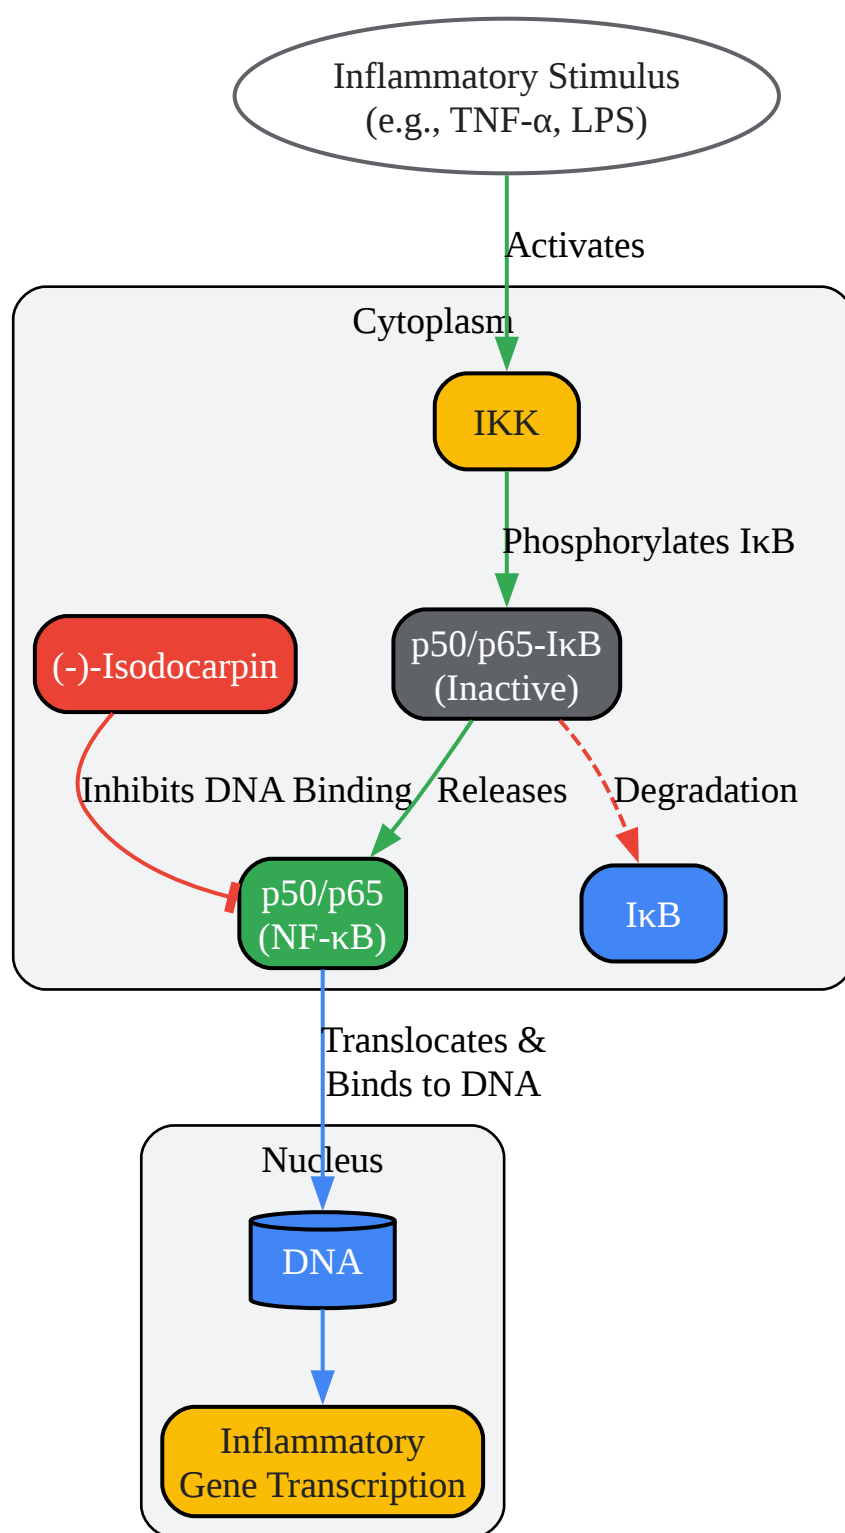 Inflammatory Stimulus
(e.g., TNF-α, LPS)
Activates
Cytoplasm
IKK
Phosphorylates IκB
(-)-Isodocarpin
p50/p65-IκB
(Inactive)
Inhibits DNA Binding
Releases
Degradation
p50/p65
(NF-κB)
IκB
Translocates &
Binds to DNA
Nucleus
DNA
Inflammatory
Gene Transcription